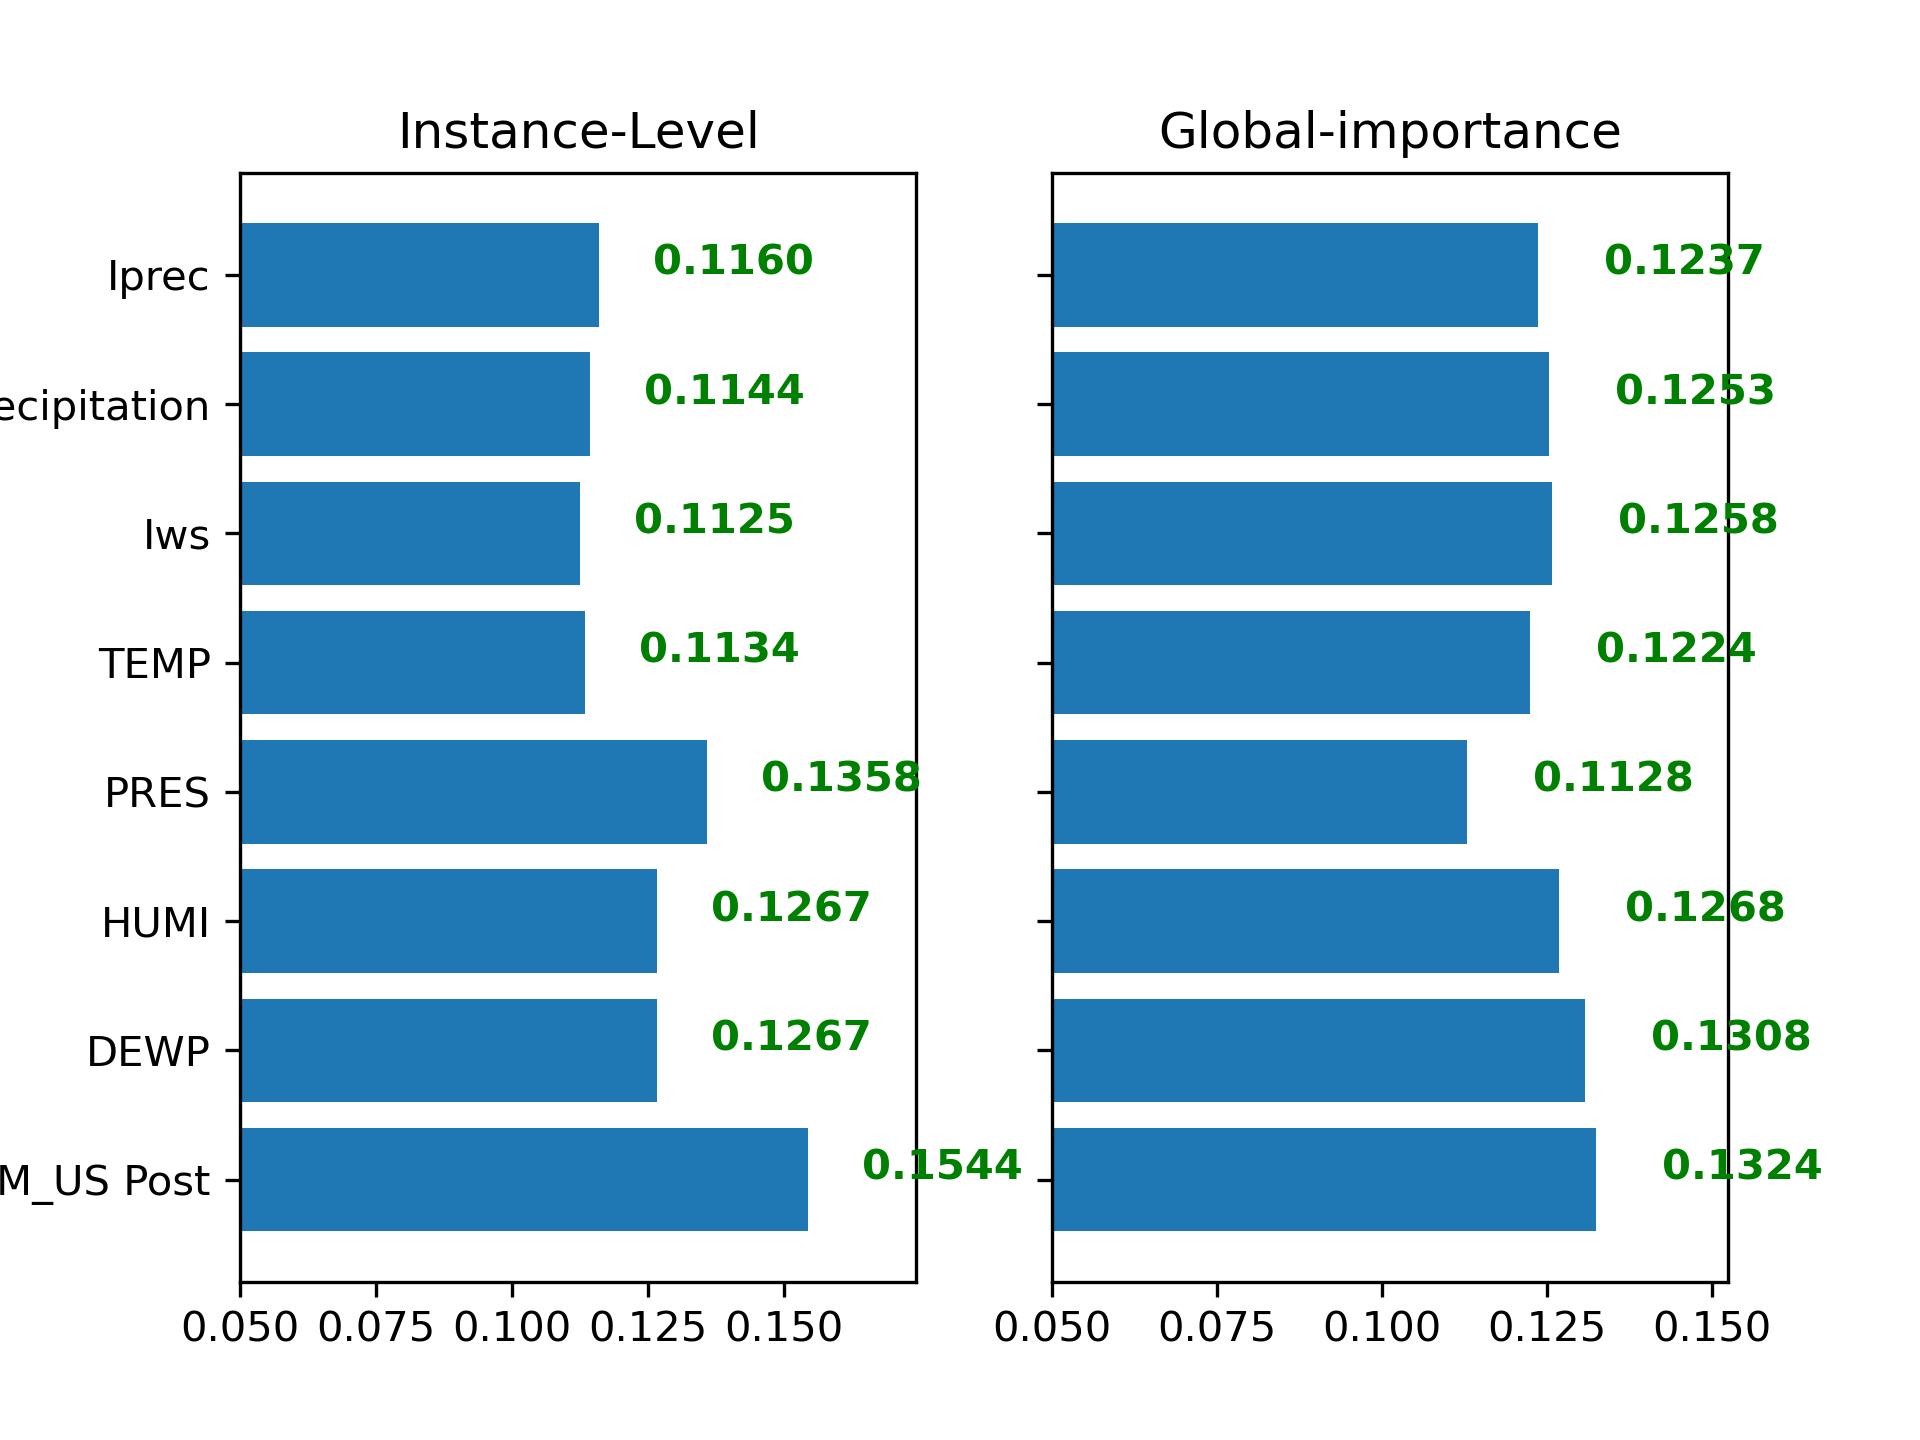 Instance-Level
Iprec 0.1160
ecipitation 0.1144
Iws 0.1125
TEMP 0.1134
PRES 0.1358
HUMI 0.1267
DEWP 0.1267
M_US Post 0.1544
0.050 0.075 0.100 0.125 0.150
Global-importance
0.1237
0.1253
0.1258
0.1224
0.1128
0.1268
0.1308
0.1324
0.050 0.075 0.100 0.125 0.150